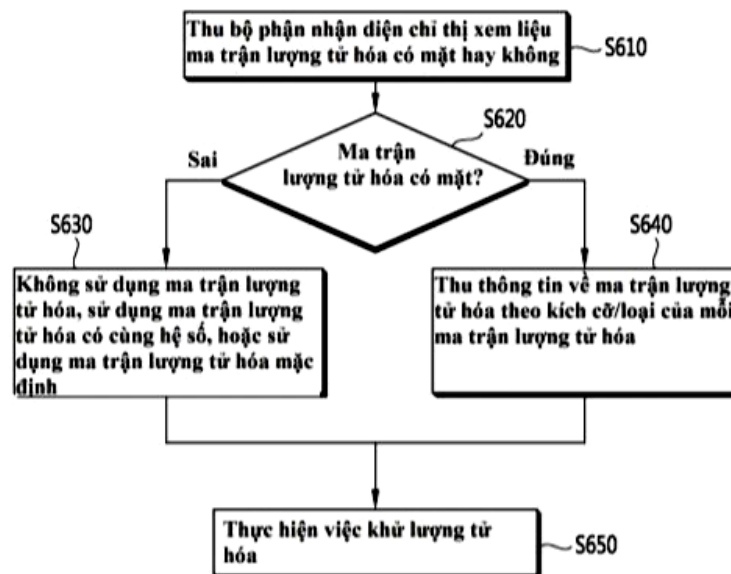 Thu bộ phận nhận diện chỉ thị xem liệu
ma trận lượng tử hóa có mặt hay không
S610
S620
Ma trận
lượng tử hóa có mặt?
Sai
Đúng
S630
Không sử dụng ma trận lượng
tử hóa, sử dụng ma trận lượng
tử hóa có cùng hệ số, hoặc sử
dụng ma trận lượng tử hóa mặc
định
S640
Thu thông tin về ma trận lượng
tử hóa theo kích cỡ/loại của mỗi
ma trận lượng tử hóa
Thực hiện việc khử lượng tử
hóa
S650